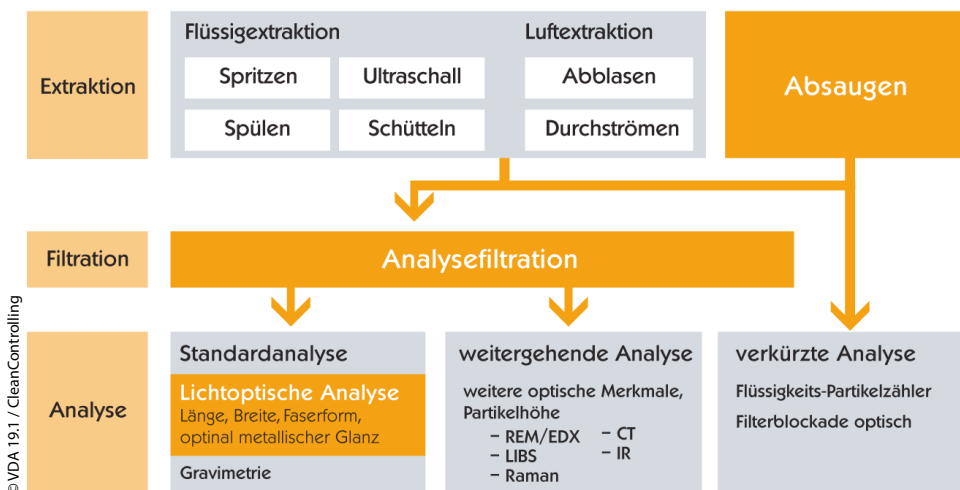 Extraktion
Flüssigextraktion
Spritzen
Ultraschall
Spülen
Schütteln
Luftextraktion
Abblasen
Durchströmen
Absaugen
Filtration
Analysefiltration
Analyse
Standardanalyse
Lichtoptische Analyse
Länge, Breite, Faserform,
optinal metallischer Glanz
Gravimetrie
weitergehende Analyse
weitere optische Merkmale,
Partikelhöhe
– REM/EDX
– LIBS
– Raman
– CT
– IR
verkürzte Analyse
Flüssigkeits-Partikelzähler
Filterblockade optisch
© VDA 19.1 / CleanControlling